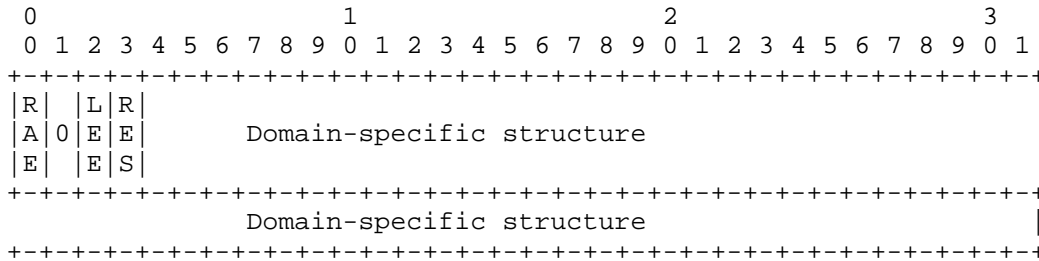 0                   1                   2                   3
 0 1 2 3 4 5 6 7 8 9 0 1 2 3 4 5 6 7 8 9 0 1 2 3 4 5 6 7 8 9 0 1
+-+-+-+-+-+-+-+-+-+-+-+-+-+-+-+-+-+-+-+-+-+-+-+-+-+-+-+-+-+-+-+-+
|R| |L|R|
|A|0|E|E|      Domain-specific structure
|E| |E|S|
+-+-+-+-+-+-+-+-+-+-+-+-+-+-+-+-+-+-+-+-+-+-+-+-+-+-+-+-+-+-+-+-+
               Domain-specific structure                        |
+-+-+-+-+-+-+-+-+-+-+-+-+-+-+-+-+-+-+-+-+-+-+-+-+-+-+-+-+-+-+-+-+